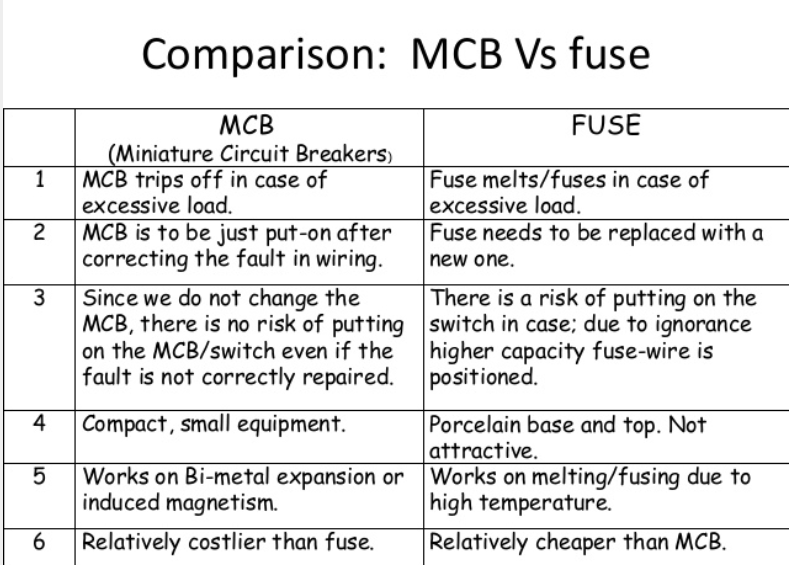 Comparison: MCB Vs fuse
MCB
(Miniature Circuit Breakers)
FUSE
1
MCB trips off in case of
excessive load.
Fuse melts/fuses in case of
excessive load.
2
MCB is to be just put-on after
correcting the fault in wiring.
Fuse needs to be replaced with a
new one.
3
Since we do not change the
MCB, there is no risk of putting
on the MCB/switch even if the
fault is not correctly repaired.
There is a risk of putting on the
switch in case; due to ignorance
higher capacity fuse-wire is
positioned.
4
Compact, small equipment.
Porcelain base and top. Not
attractive.
5
Works on Bi-metal expansion or
induced magnetism.
Works on melting/fusing due to
high temperature.
6
Relatively costlier than fuse.
Relatively cheaper than MCB.